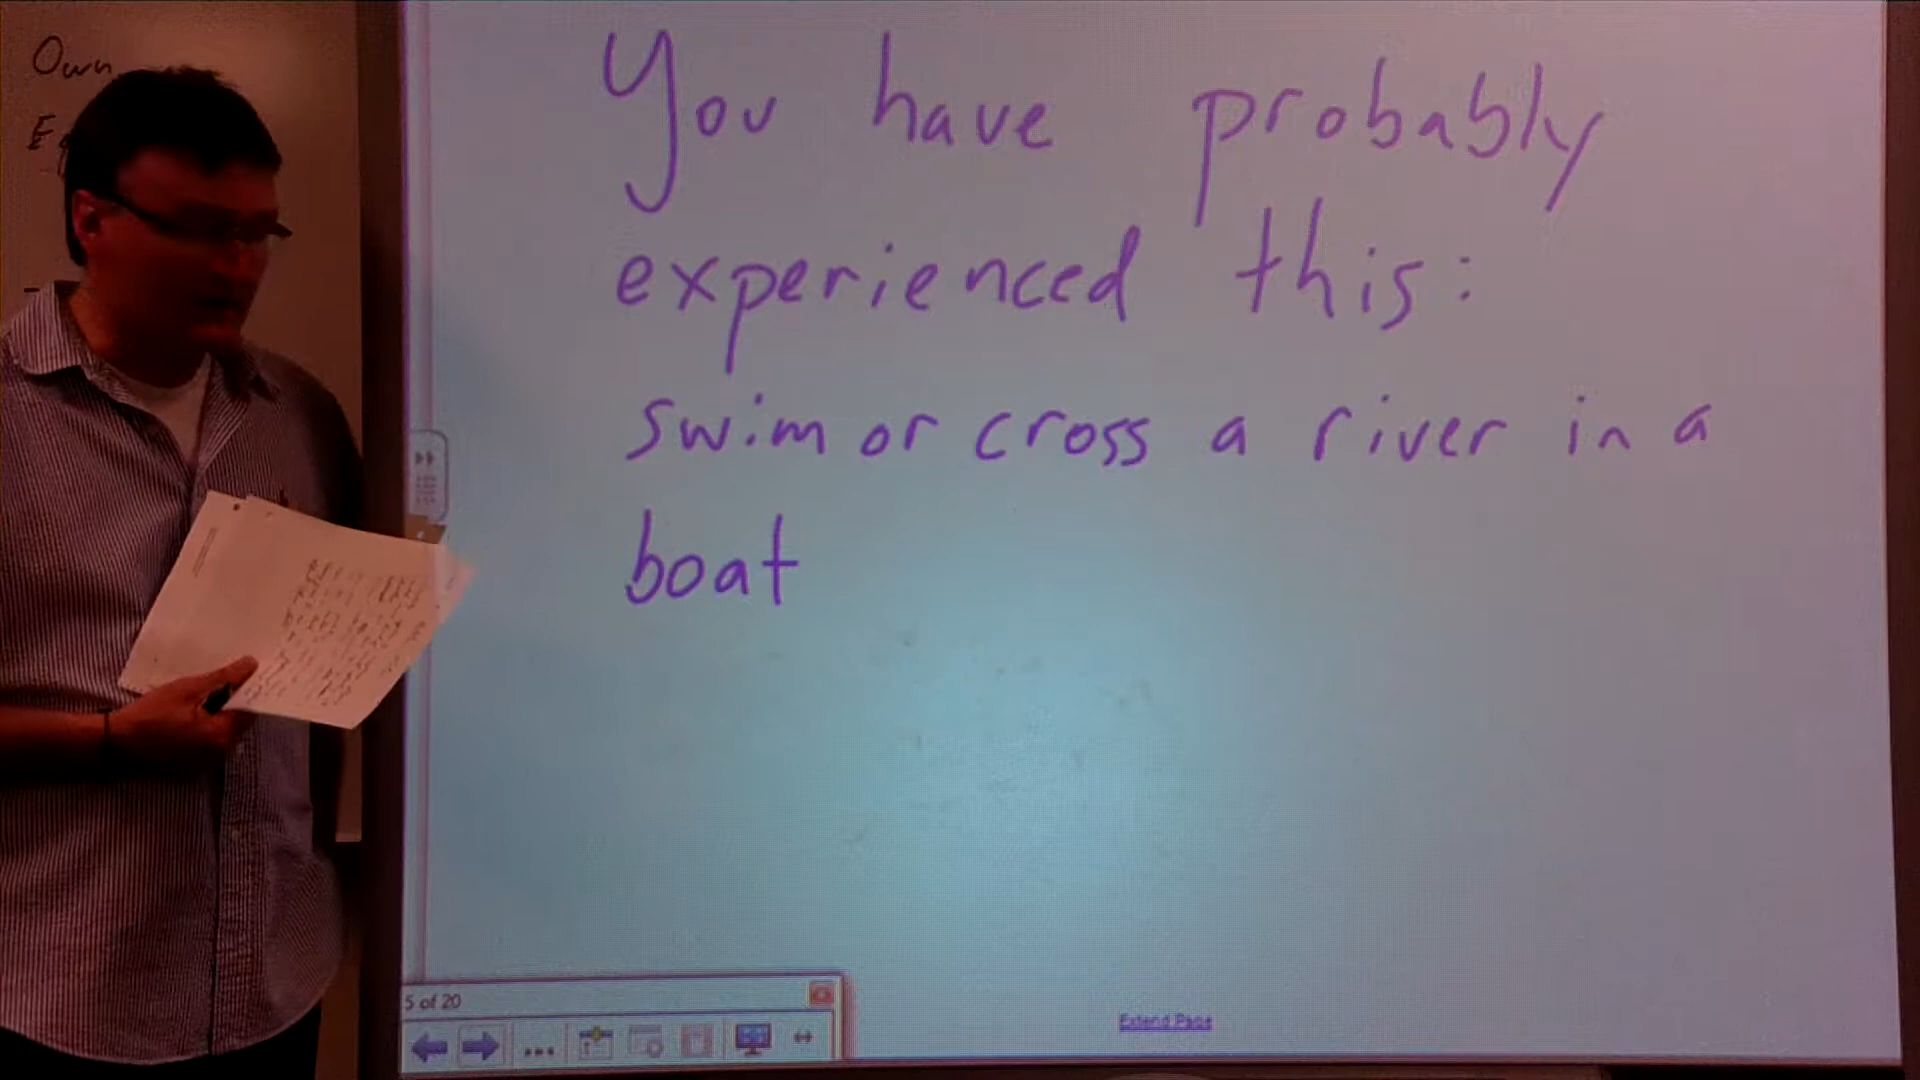 Own
You have probably
experienced this:
swim or cross a river in a
boat
5 of 20
Extend Page